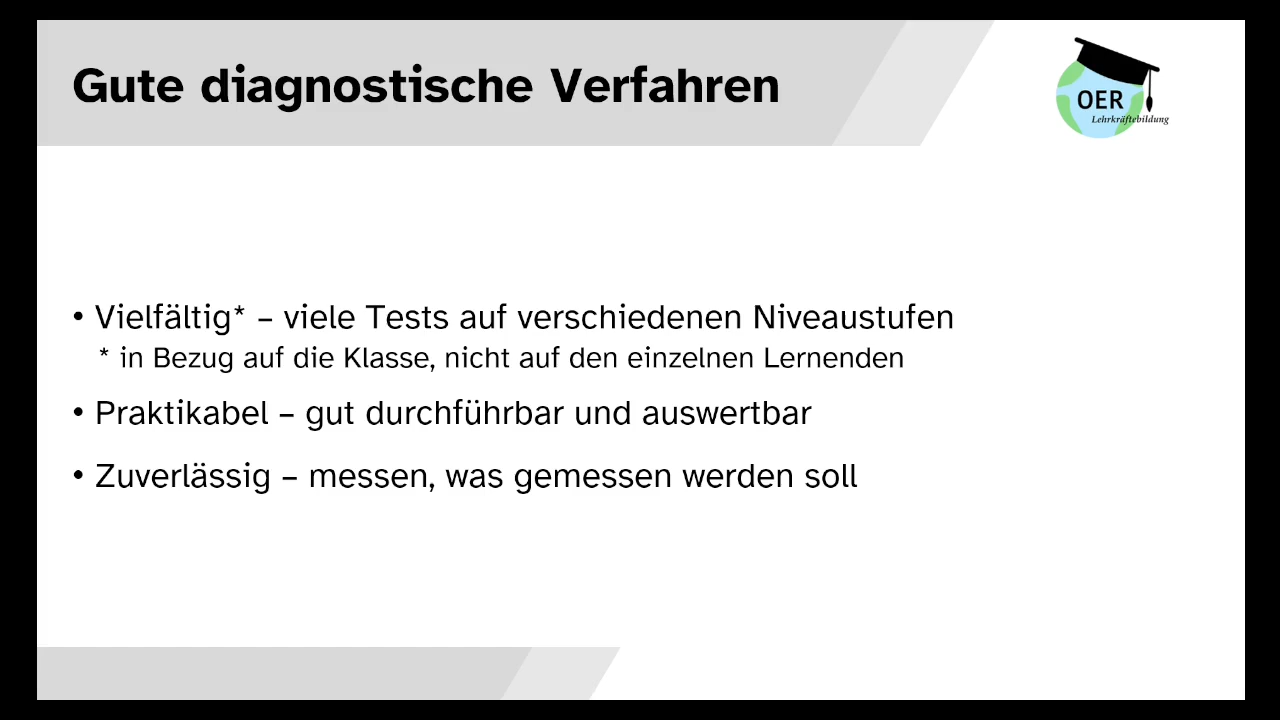 Gute diagnostische Verfahren
OER
Lehrkräftebildung
• Vielfältig* – viele Tests auf verschiedenen Niveaustufen
* in Bezug auf die Klasse, nicht auf den einzelnen Lernenden
• Praktikabel – gut durchführbar und auswertbar
• Zuverlässig – messen, was gemessen werden soll